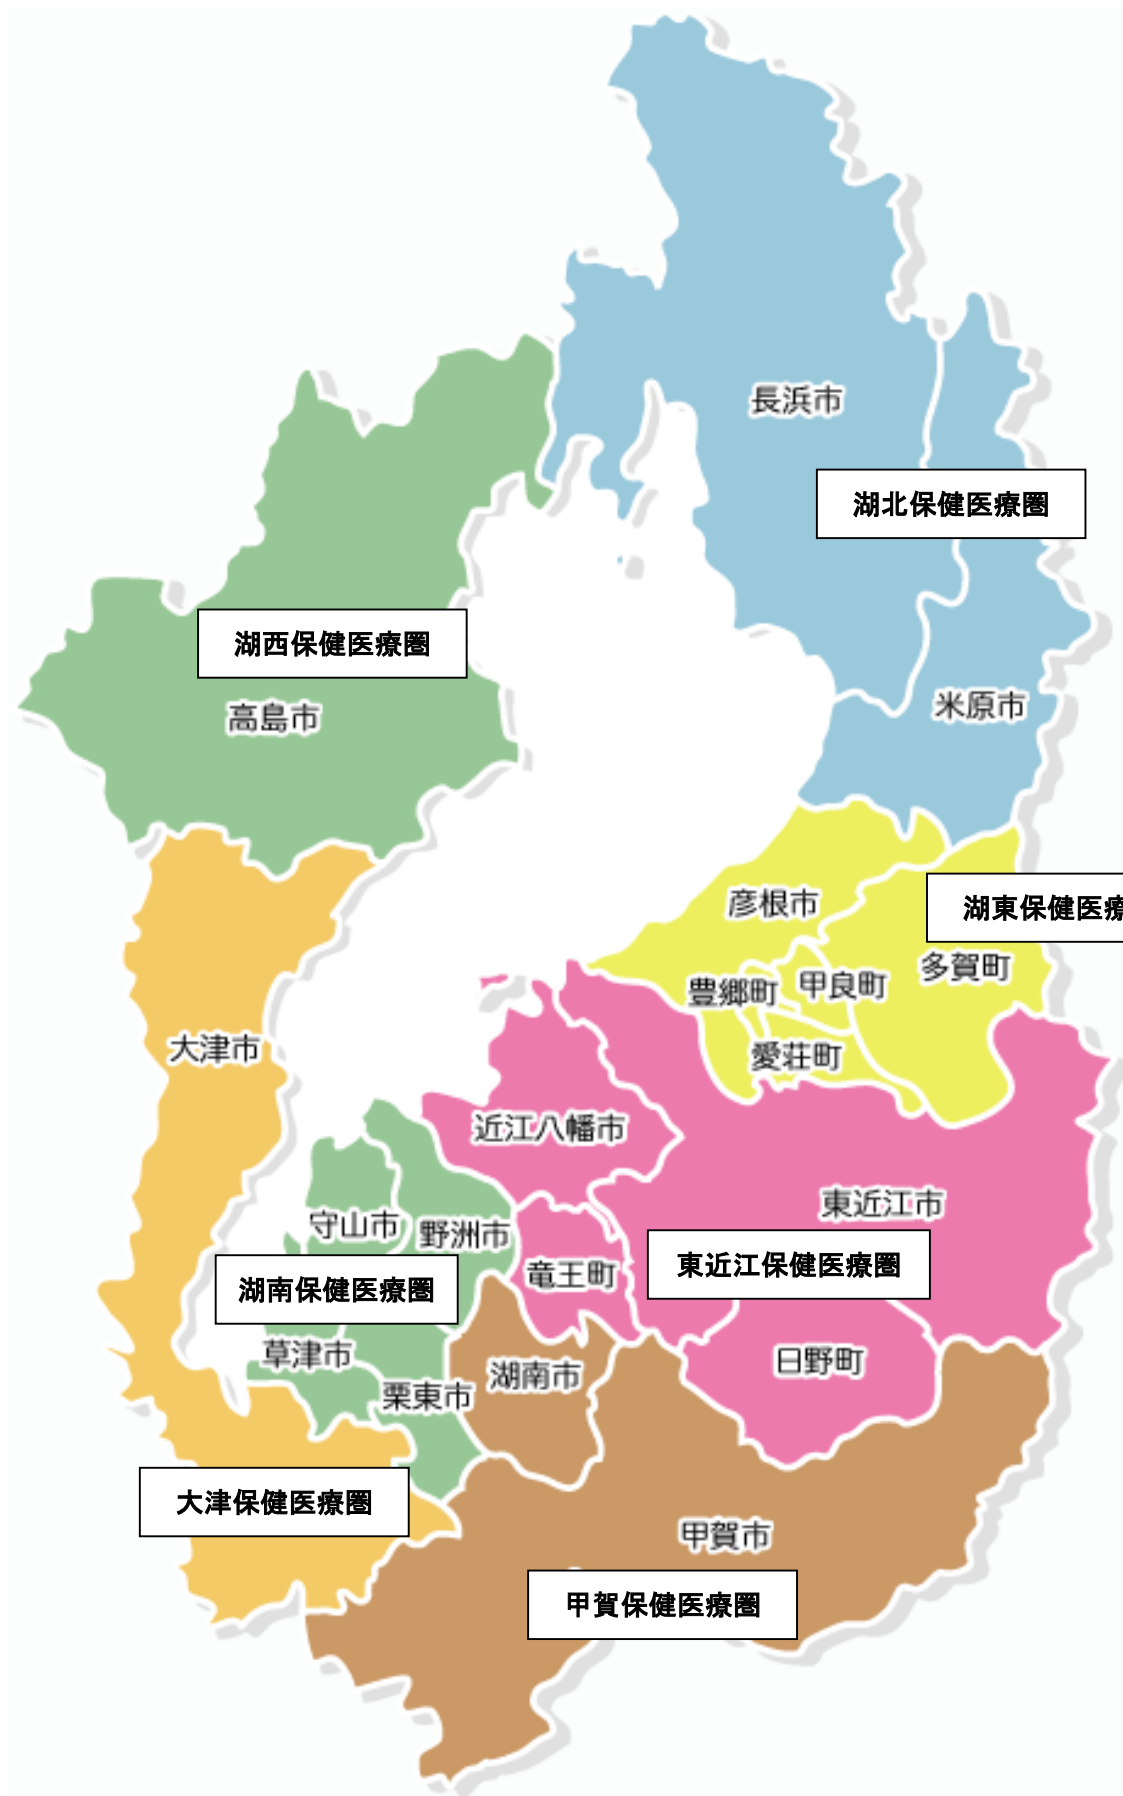 長浜市
湖北保健医療圏
湖西保健医療圏
高島市
米原市
彦根市
湖東保健医療
多賀町
豊郷町
甲良町
愛荘町
大津市
近江八幡市
東近江市
守山市
野洲市
東近江保健医療圏
竜王町
湖南保健医療圏
草津市
日野町
湖南市
栗東市
大津保健医療圏
甲賀市
甲賀保健医療圏